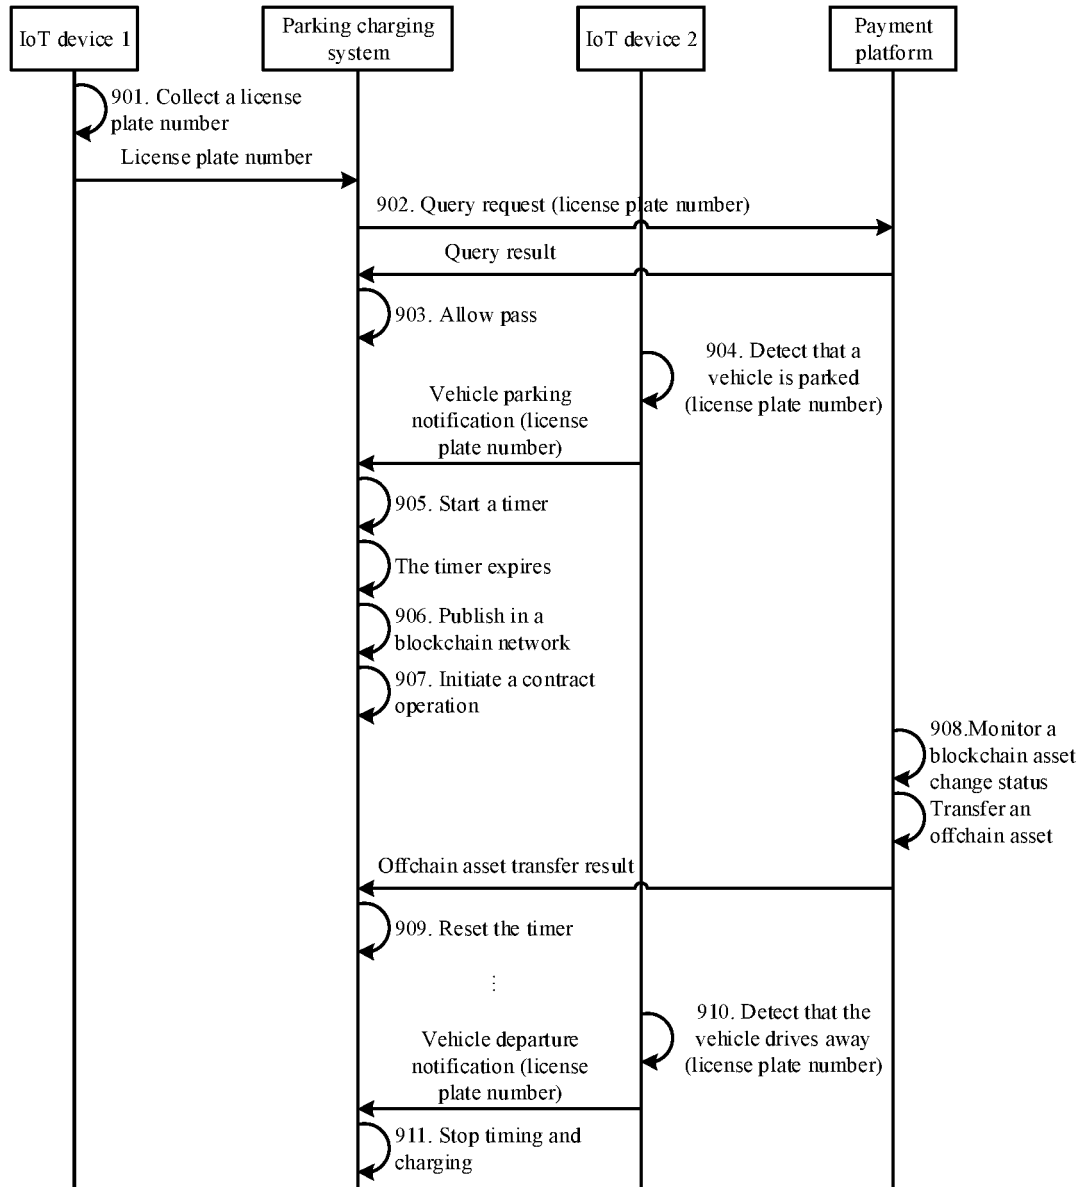 IoT device 1
Parking charging
system
IoT device 2
Payment
platform
901. Collect a license
plate number
License plate number
902. Query request (license plate number)
Query result
903. Allow pass
904. Detect that a
vehicle is parked
(license plate number)
Vehicle parking
notification (license
plate number)
905. Start a timer
The timer expires
906. Publish in a
blockchain network
907. Initiate a contract
operation
908.Monitor a
blockchain asset
change status
Transfer an
offchain asset
Offchain asset transfer result
909. Reset the timer
⋮
910. Detect that the
vehicle drives away
(license plate number)
Vehicle departure
notification (license
plate number)
911. Stop timing and
charging